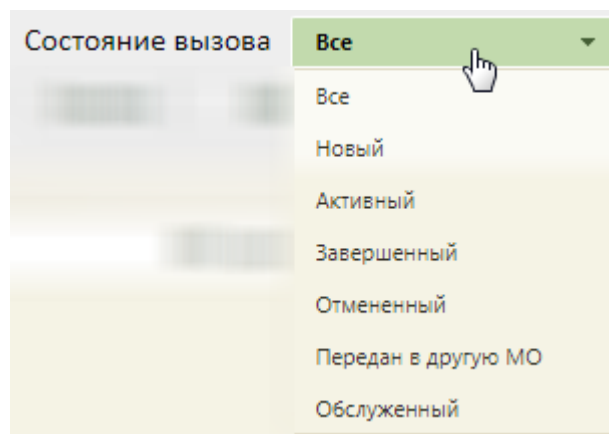 Состояние вызова Все
Все
Новый
Активный
Завершенный
Отмененный
Передан в другую МО
Обслуженный